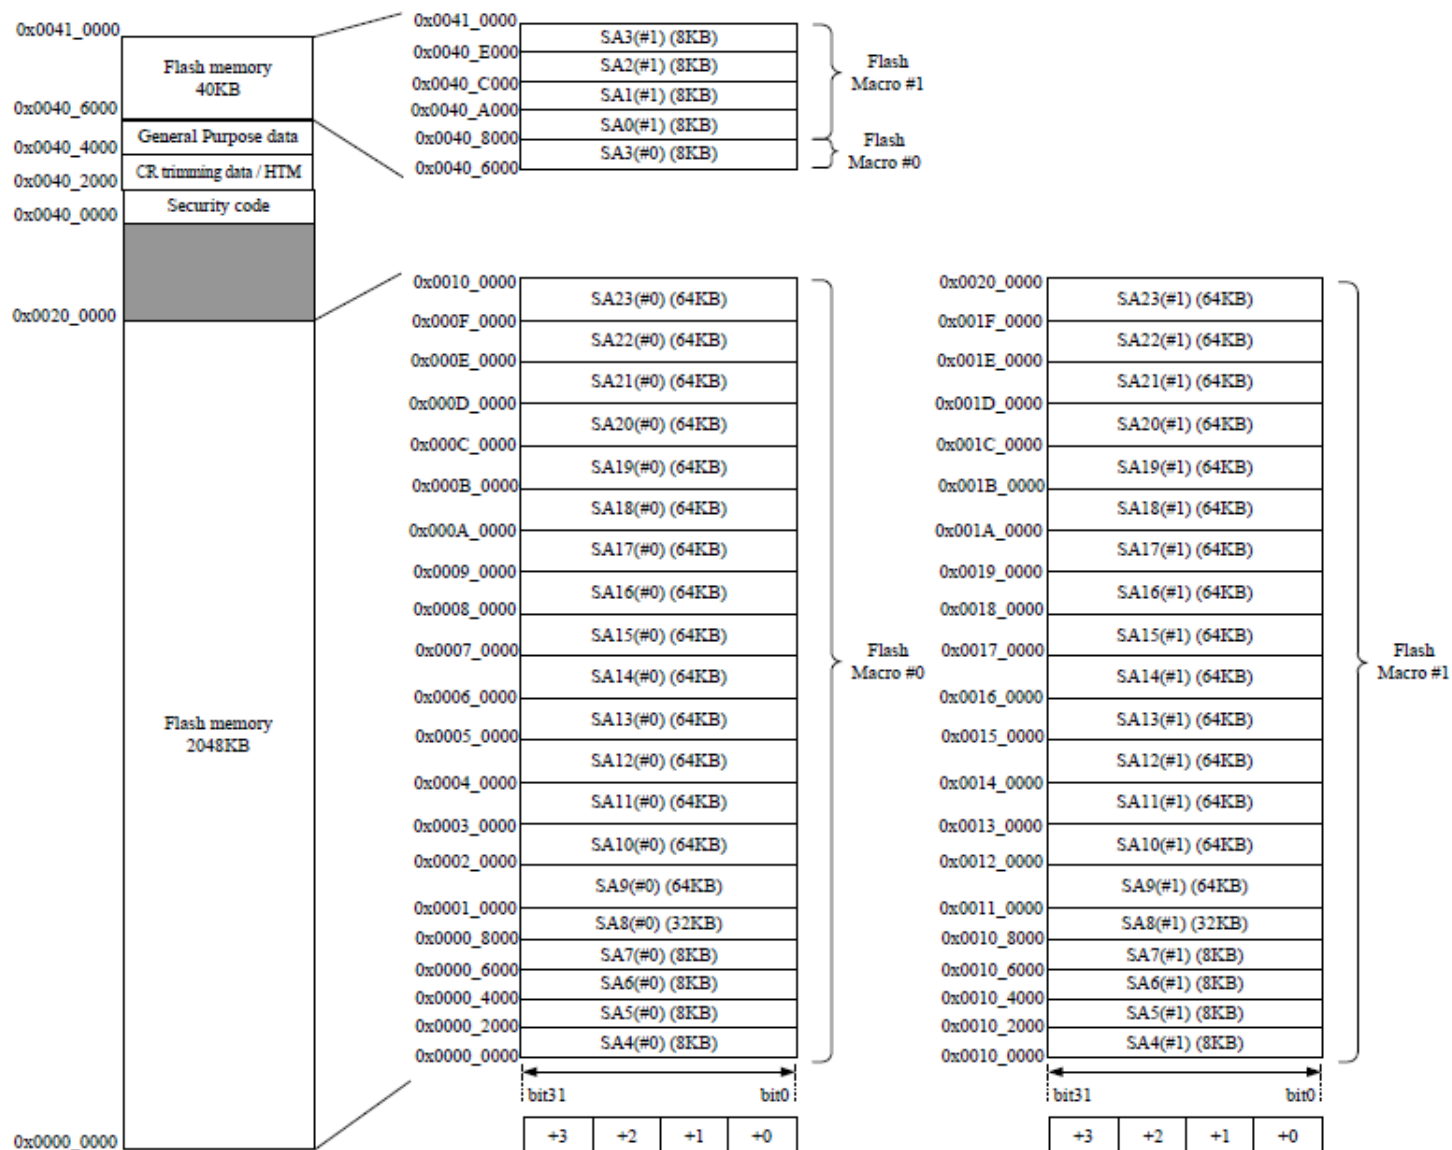 0x0041_0000
Flash memory
40KB
0x0040_6000
General Purpose data
0x0040_4000
CR trimming data / HTM
0x0040_2000
Security code
0x0040_0000
0x0020_0000
Flash memory
2048KB
0x0000_0000
0x0041_0000
SA3(#1) (8KB)
0x0040_E000
SA2(#1) (8KB)
0x0040_C000
SA1(#1) (8KB)
0x0040_A000
SA0(#1) (8KB)
0x0040_8000
SA3(#0) (8KB)
0x0040_6000
Flash
Macro #1
Flash
Macro #0
0x0010_0000
SA23(#0) (64KB)
0x000F_0000
SA22(#0) (64KB)
0x000E_0000
SA21(#0) (64KB)
0x000D_0000
SA20(#0) (64KB)
0x000C_0000
SA19(#0) (64KB)
0x000B_0000
SA18(#0) (64KB)
0x000A_0000
SA17(#0) (64KB)
0x0009_0000
SA16(#0) (64KB)
0x0008_0000
SA15(#0) (64KB)
0x0007_0000
SA14(#0) (64KB)
0x0006_0000
SA13(#0) (64KB)
0x0005_0000
SA12(#0) (64KB)
0x0004_0000
SA11(#0) (64KB)
0x0003_0000
SA10(#0) (64KB)
0x0002_0000
SA9(#0) (64KB)
0x0001_0000
SA8(#0) (32KB)
0x0000_8000
SA7(#0) (8KB)
0x0000_6000
SA6(#0) (8KB)
0x0000_4000
SA5(#0) (8KB)
0x0000_2000
SA4(#0) (8KB)
0x0000_0000
Flash
Macro #0
bit31 bit0
+3 +2 +1 +0
0x0020_0000
SA23(#1) (64KB)
0x001F_0000
SA22(#1) (64KB)
0x001E_0000
SA21(#1) (64KB)
0x001D_0000
SA20(#1) (64KB)
0x001C_0000
SA19(#1) (64KB)
0x001B_0000
SA18(#1) (64KB)
0x001A_0000
SA17(#1) (64KB)
0x0019_0000
SA16(#1) (64KB)
0x0018_0000
SA15(#1) (64KB)
0x0017_0000
SA14(#1) (64KB)
0x0016_0000
SA13(#1) (64KB)
0x0015_0000
SA12(#1) (64KB)
0x0014_0000
SA11(#1) (64KB)
0x0013_0000
SA10(#1) (64KB)
0x0012_0000
SA9(#1) (64KB)
0x0011_0000
SA8(#1) (32KB)
0x0010_8000
SA7(#1) (8KB)
0x0010_6000
SA6(#1) (8KB)
0x0010_4000
SA5(#1) (8KB)
0x0010_2000
SA4(#1) (8KB)
0x0010_0000
Flash
Macro #1
bit31 bit0
+3 +2 +1 +0